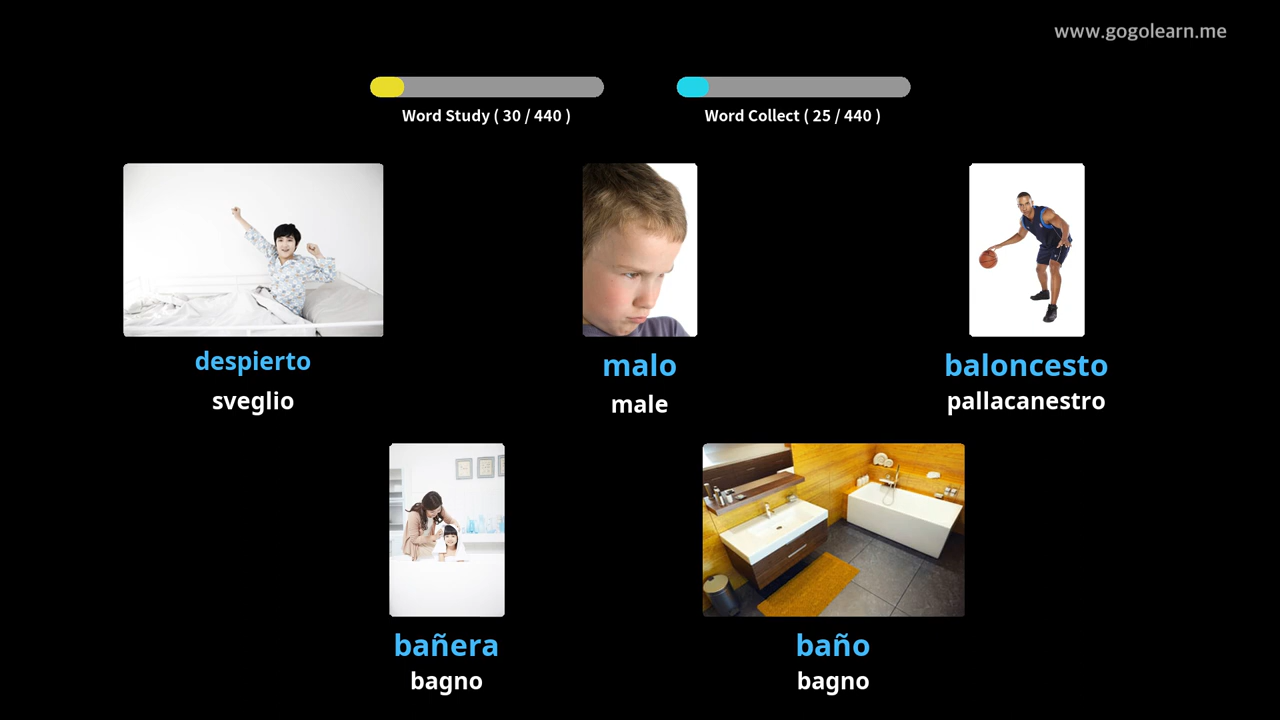 www.gogolearn.me
Word Study ( 30 / 440 )
Word Collect ( 25 / 440 )
despierto
sveglio
malo
male
baloncesto
pallacanestro
bañera
bagno
baño
bagno